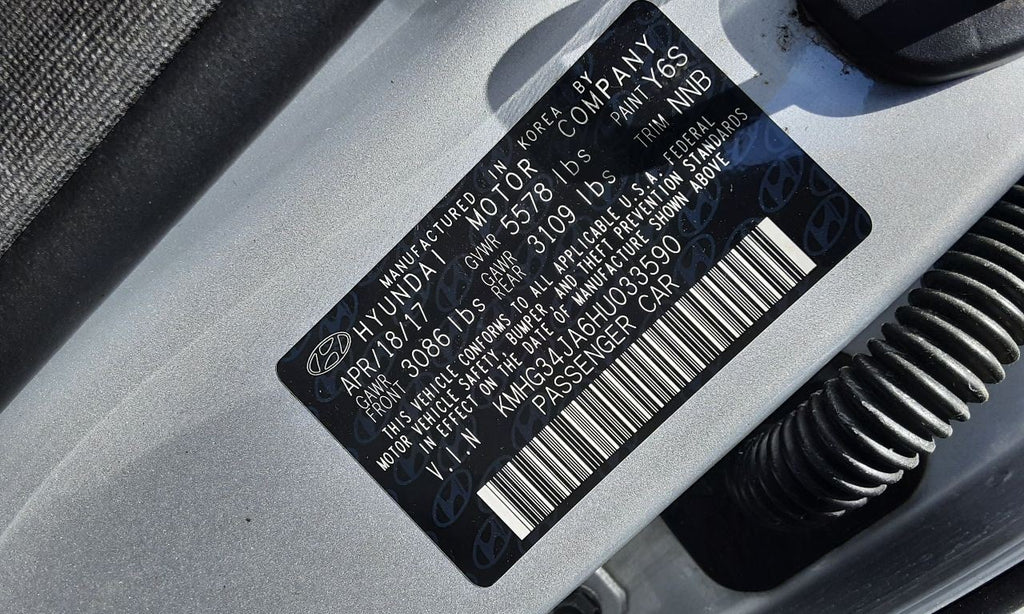 MANUFACTURED IN KOREA BY
HYUNDAI MOTOR COMPANY
APR/18/17 GVWR 5578 lbs PAINT Y6S
GAWR FRONT 3086 lbs GAWR REAR 3109 lbs TRIM NNB
THIS VEHICLE CONFORMS TO ALL APPLICABLE U.S.A. FEDERAL
MOTOR VEHICLE SAFETY, BUMPER, AND THEFT PREVENTION STANDARDS
IN EFFECT ON THE DATE OF MANUFACTURE SHOWN ABOVE
V.I.N KMHG34JA6HU033590
PASSENGER CAR